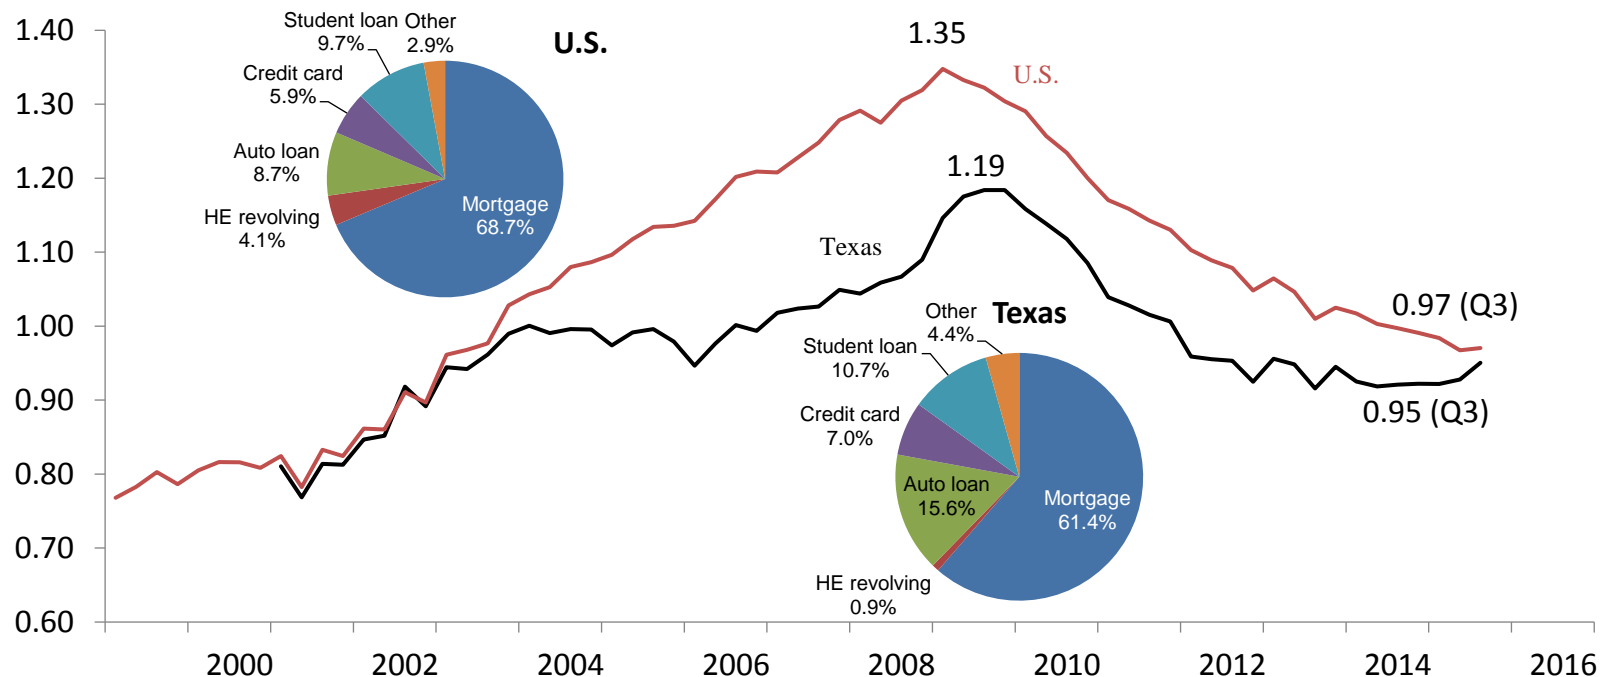 1.40
1.30
1.20
1.10
1.00
0.90
0.80
0.70
0.60
Student loan
9.7%
Other
2.9%
U.S.
Credit card
5.9%
Auto loan
8.7%
HE revolving
4.1%
Mortgage
68.7%
1.35
U.S.
1.19
Texas
Other
4.4%
Texas
Student loan
10.7%
Credit card
7.0%
Auto loan
15.6%
Mortgage
61.4%
HE revolving
0.9%
0.97 (Q3)
0.95 (Q3)
2000 2002 2004 2006 2008 2010 2012 2014 2016